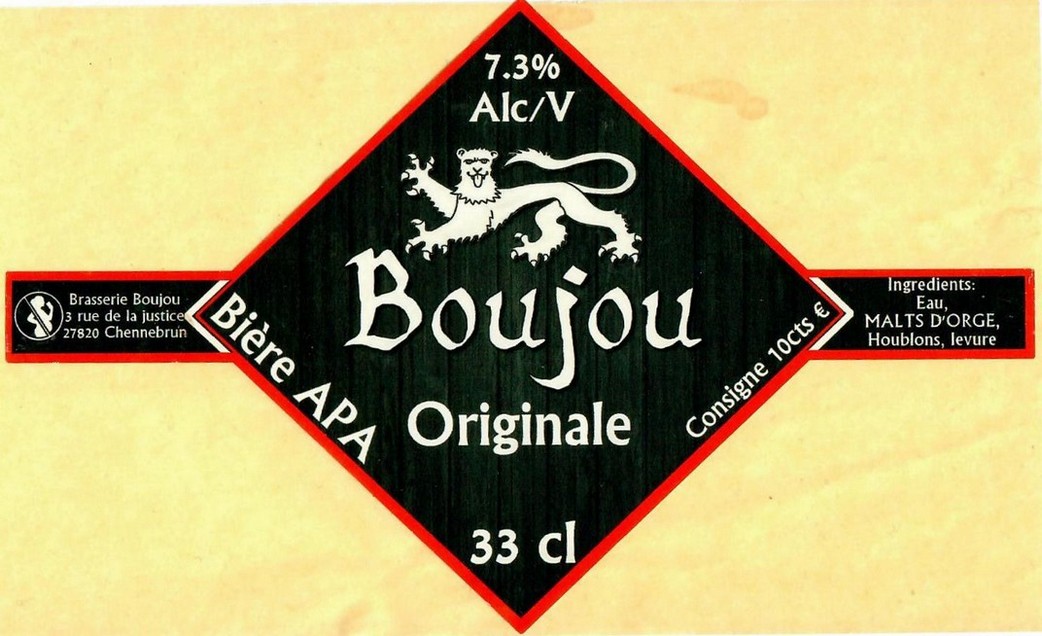 7.3%
Alc/V
Boujou
Originale
33 cl
Bière APA
Consigne 10cts €
Brasserie Boujou
3 rue de la justice
27820 Chennebrun
Ingredients:
Eau,
MALTS D'ORGE,
Houblons, levure